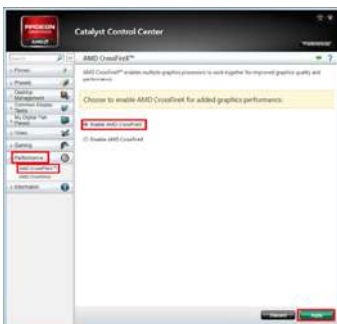 RADEON
GRAPHICS
AMD
Catalyst Control Center
Preferences
Search
AMD CrossFireX™
Pinned
Presets
Desktop
Management
Common Display
Tasks
My Digital Flat
Panels
Video
Gaming
Performance
AMD CrossFireX™
AMD OverDrive
Information
AMD CrossFireX™ enables multiple graphics processors to work together for improved graphics quality and
performance.
Choose to enable AMD CrossFireX for added graphics performance:
Enable AMD CrossFireX
Disable AMD CrossFireX
Discard
Apply